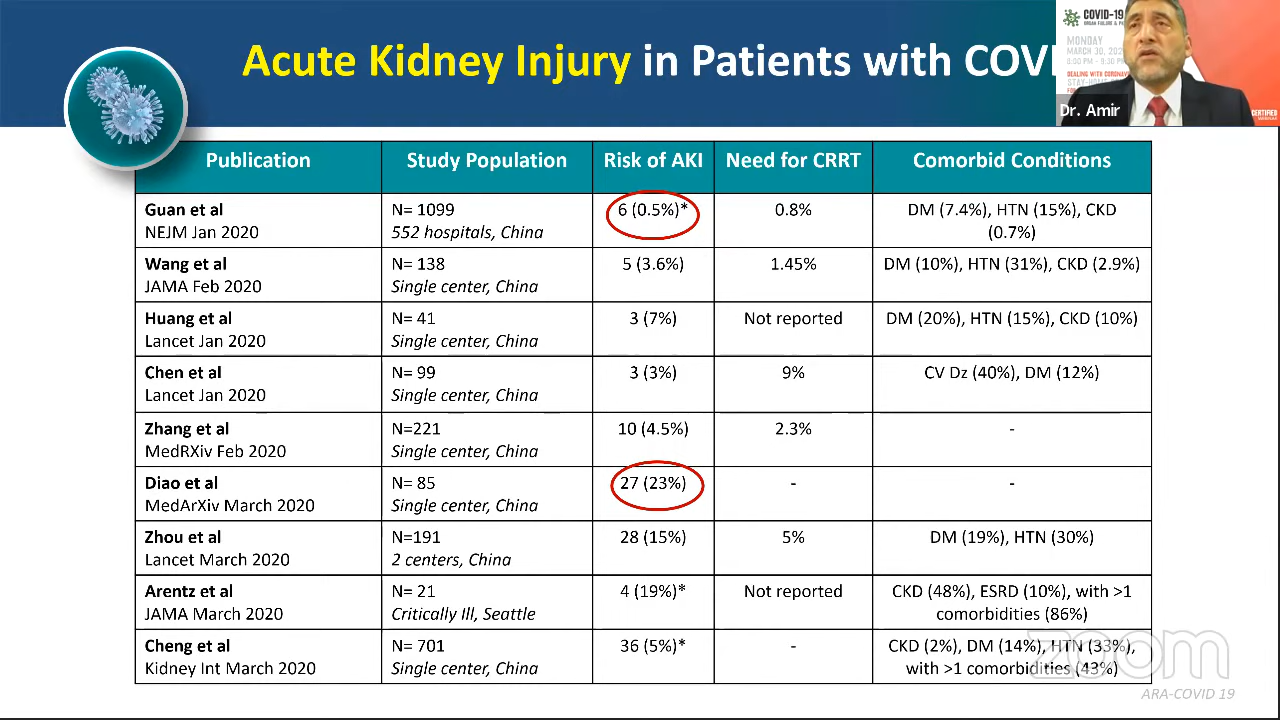 Acute Kidney Injury in Patients with COVI
COVID-19
MONDAY
Dr. Amir
CERTIFIED
Publication
Study Population
Risk of AKI
Need for CRRT
Comorbid Conditions
Guan et al
NEJM Jan 2020
N= 1099
552 hospitals, China
6 (0.5%)*
0.8%
DM (7.4%), HTN (15%), CKD
(0.7%)
Wang et al
JAMA Feb 2020
N= 138
Single center, China
5 (3.6%)
1.45%
DM (10%), HTN (31%), CKD (2.9%)
Huang et al
Lancet Jan 2020
N= 41
Single center, China
3 (7%)
Not reported
DM (20%), HTN (15%), CKD (10%)
Chen et al
Lancet Jan 2020
N= 99
Single center, China
3 (3%)
9%
CV Dz (40%), DM (12%)
Zhang et al
MedRXiv Feb 2020
N=221
Single center, China
10 (4.5%)
2.3%
-
Diao et al
MedArXiv March 2020
N= 85
Single center, China
27 (23%)
-
-
Zhou et al
Lancet March 2020
N=191
2 centers, China
28 (15%)
5%
DM (19%), HTN (30%)
Arentz et al
JAMA March 2020
N= 21
Critically Ill, Seattle
4 (19%)*
Not reported
CKD (48%), ESRD (10%), with >1
comorbidities (86%)
Cheng et al
Kidney Int March 2020
N= 701
Single center, China
36 (5%)*
-
CKD (2%), DM (14%), HTN (33%),
with >1 comorbidities (43%)
zoom
ARA-COVID 19